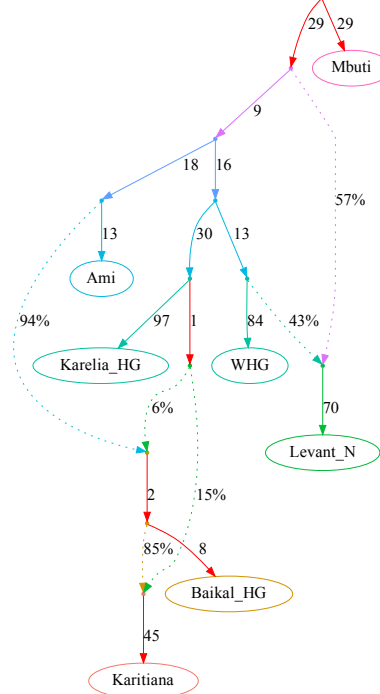 29 29
Mbuti
9
18 16
57%
13 30 13
Ami
94% 97 1 84 43%
Karelia_HG WHG
6% 70
Levant_N
2 15%
85% 8
Baikal_HG
45
Karitiana